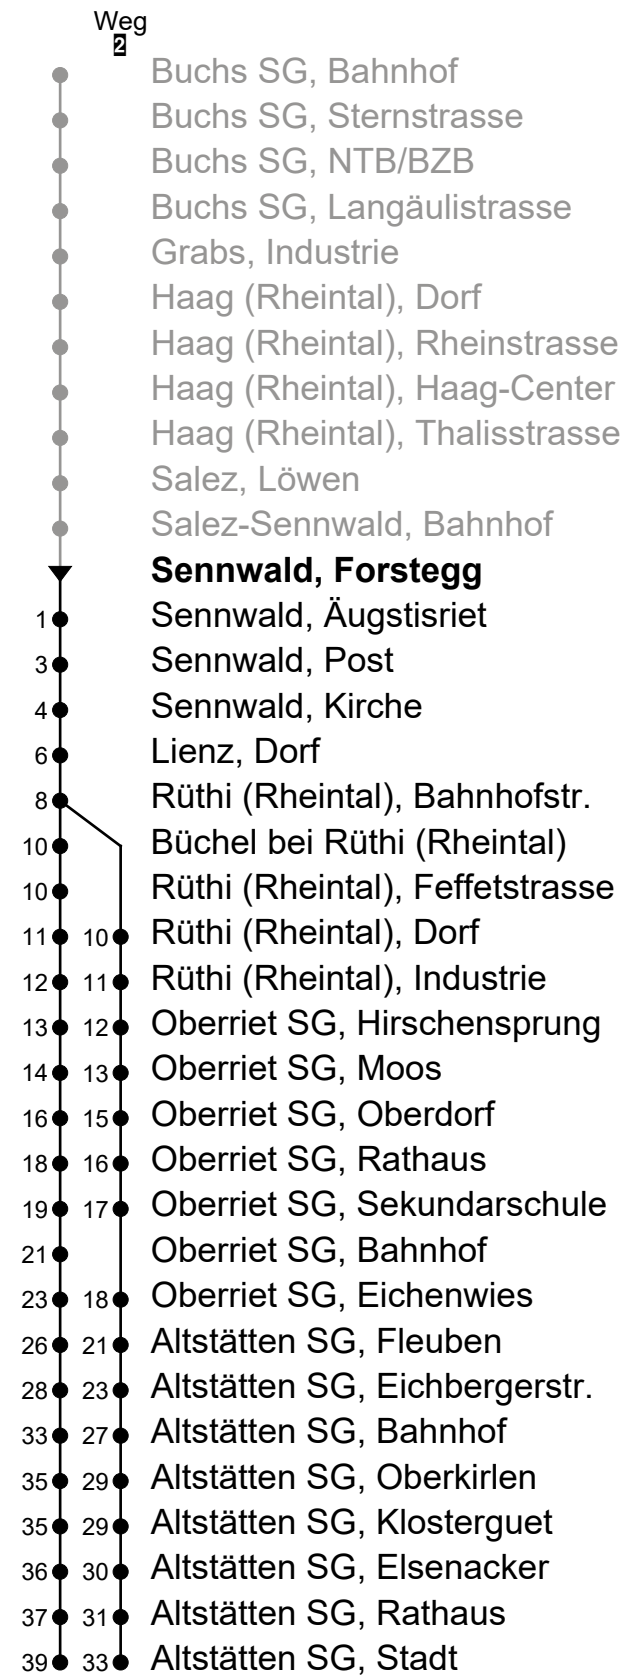 Weg
2
Buchs SG, Bahnhof
Buchs SG, Sternstrasse
Buchs SG, NTB/BZB
Buchs SG, Langäulistrasse
Grabs, Industrie
Haag (Rheintal), Dorf
Haag (Rheintal), Rheinstrasse
Haag (Rheintal), Haag-Center
Haag (Rheintal), Thalisstrasse
Salez, Löwen
Salez-Sennwald, Bahnhof
Sennwald, Forstegg
1 Sennwald, Äugstisriet
3 Sennwald, Post
4 Sennwald, Kirche
6 Lienz, Dorf
8 Rüthi (Rheintal), Bahnhofstr.
10 Büchel bei Rüthi (Rheintal)
10 Rüthi (Rheintal), Feffetstrasse
11 10 Rüthi (Rheintal), Dorf
12 11 Rüthi (Rheintal), Industrie
13 12 Oberriet SG, Hirschensprung
14 13 Oberriet SG, Moos
16 15 Oberriet SG, Oberdorf
18 16 Oberriet SG, Rathaus
19 17 Oberriet SG, Sekundarschule
21 Oberriet SG, Bahnhof
23 18 Oberriet SG, Eichenwies
26 21 Altstätten SG, Fleuben
28 23 Altstätten SG, Eichbergerstr.
33 27 Altstätten SG, Bahnhof
35 29 Altstätten SG, Oberkirlen
35 29 Altstätten SG, Klosterguet
36 30 Altstätten SG, Elsenacker
37 31 Altstätten SG, Rathaus
39 33 Altstätten SG, Stadt